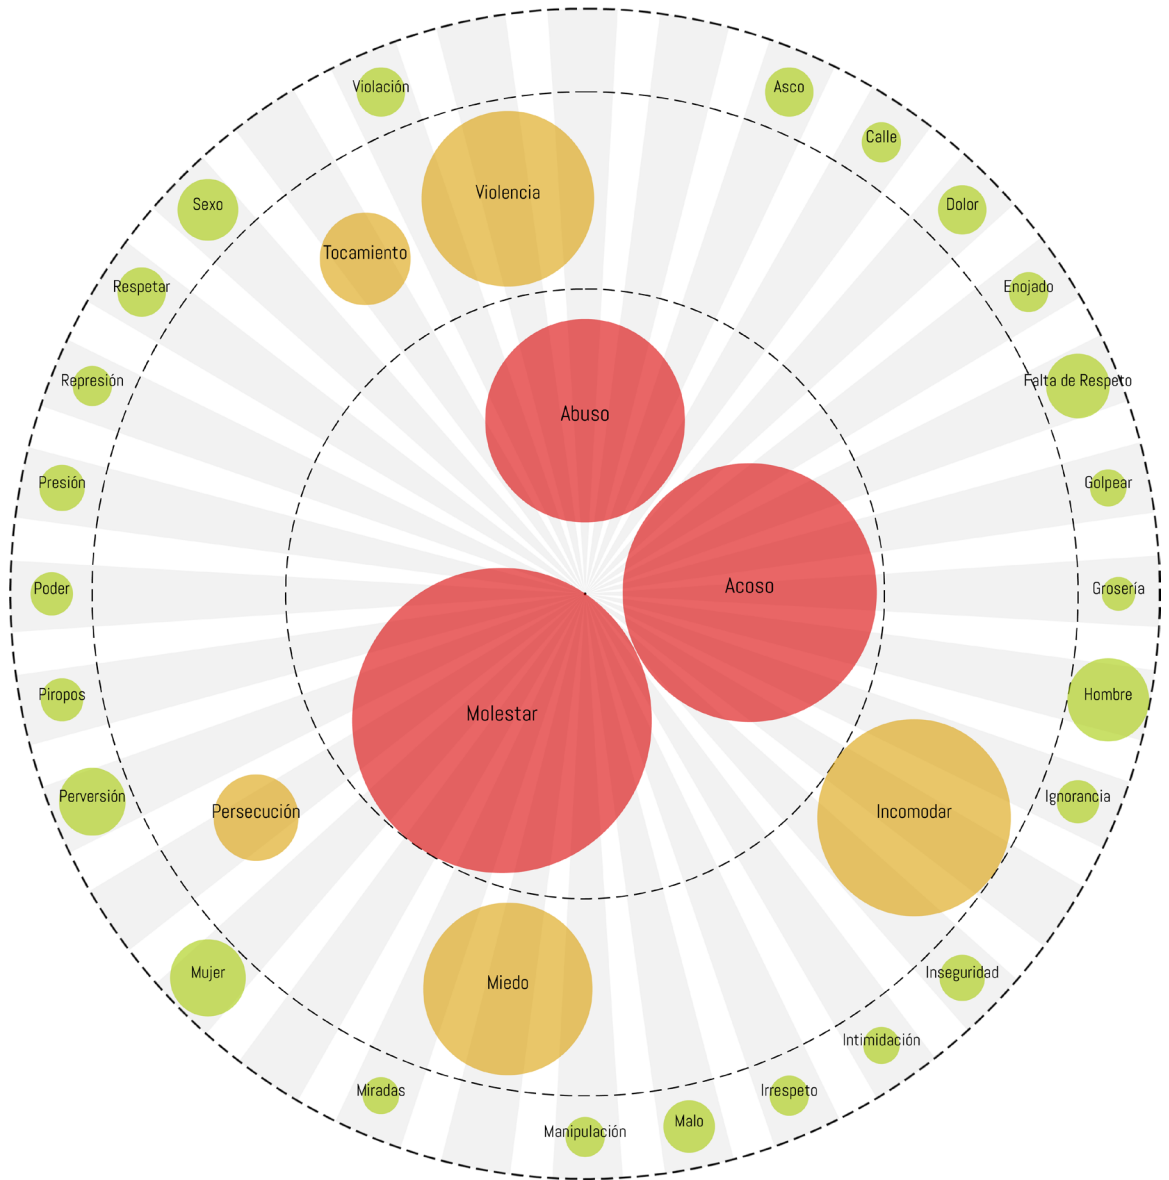 Violación
Asco
Calle
Violencia
Sexo
Dolor
Tocamiento
Respetar
Enojado
Represión
Falta de Respeto
Abuso
Presión
Golpear
Poder
Acoso
Grosería
Piropos
Hombre
Molestar
Perversión
Ignorancia
Persecución
Incomodar
Mujer
Inseguridad
Miedo
Intimidación
Miradas
Irrespeto
Manipulación
Malo